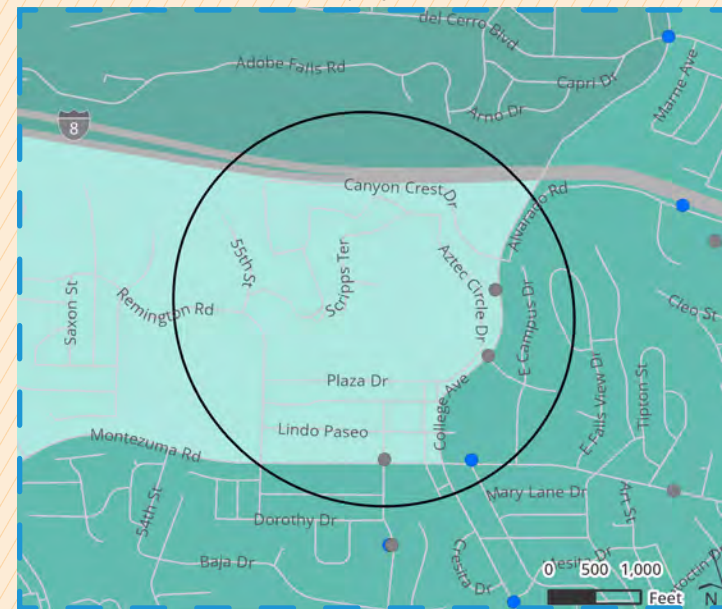 del Cerro Blvd
Adobe Falls Rd
Capri Dr
Marne Ave
Arno Dr
8
Canyon Crest Dr
Alvarado Rd
55th St
Scripps Ter
Aztec Circle Dr
E Campus Dr
Saxon St
Remington Rd
Cleo St
Plaza Dr
College Ave
E Falls View Dr
Tipton St
Lindo Paseo
Montezuma Rd
54th St
Mary Lane Dr
Art St
Dorothy Dr
Baja Dr
Cresita Dr
Mesita Dr
0 500 1,000
Feet
N